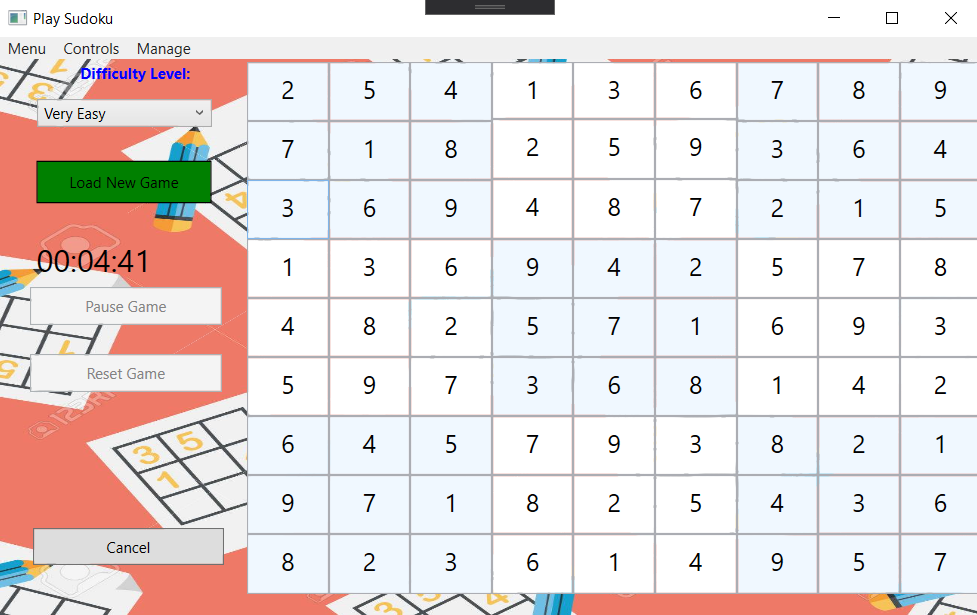 Play Sudoku
Menu Controls Manage
Difficulty Level:
Very Easy
Load New Game
00:04:41
Pause Game
Reset Game
Cancel
2 5 4 1 3 6 7 8 9
7 1 8 2 5 9 3 6 4
3 6 9 4 8 7 2 1 5
1 3 6 9 4 2 5 7 8
4 8 2 5 7 1 6 9 3
5 9 7 3 6 8 1 4 2
6 4 5 7 9 3 8 2 1
9 7 1 8 2 5 4 3 6
8 2 3 6 1 4 9 5 7